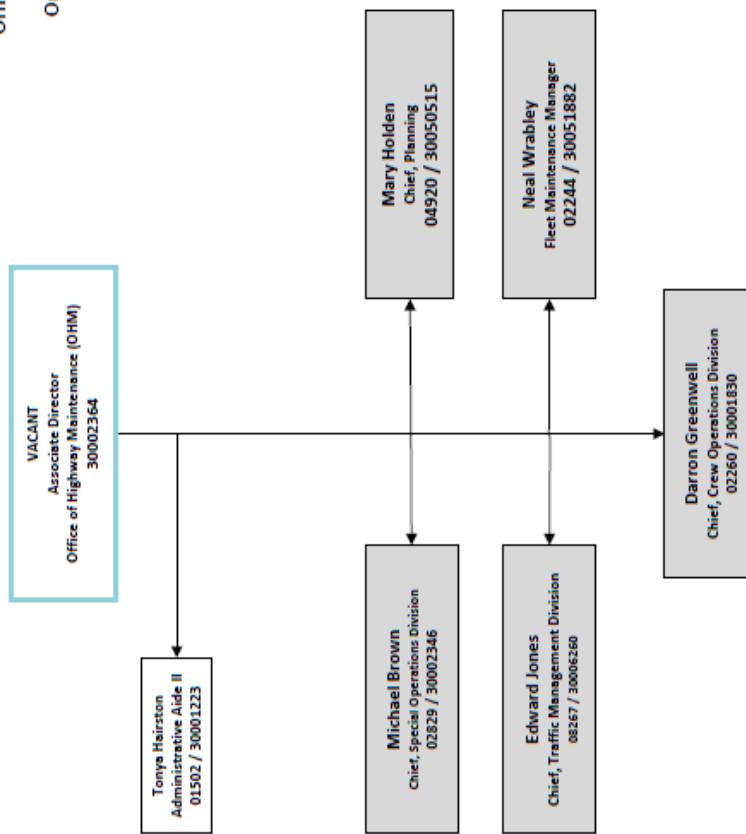 VACANT
Associate Director
Office of Highway Maintenance (OHM)
30002364
Tonya Hairston
Administrative Aide II
01502 / 30001223
Michael Brown
Chief, Special Operations Division
02829 / 30002346
Mary Holden
Chief, Planning
04920 / 30050515
Edward Jones
Chief, Traffic Management Division
08267 / 30006260
Neal Wrabley
Fleet Maintenance Manager
02244 / 30051882
Darron Greenwell
Chief, Crew Operations Division
02260 / 30001830